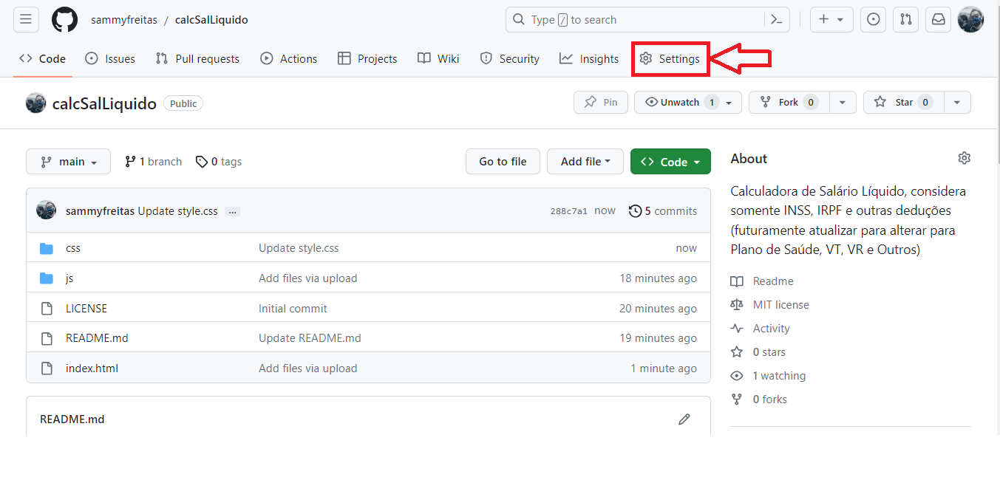 sammyfreitas / calcSalLiquido
Type / to search
Code Issues Pull requests Actions Projects Wiki Security Insights Settings
calcSalLiquido Public
Pin Unwatch 1 Fork 0 Star 0
main 1 branch 0 tags Go to file Add file Code
sammyfreitas Update style.css ... 288c7a1 now 5 commits
css Update style.css now
js Add files via upload 18 minutes ago
LICENSE Initial commit 20 minutes ago
README.md Update README.md 19 minutes ago
index.html Add files via upload 1 minute ago
README.md
About
Calculadora de Salário Líquido, considera
somente INSS, IRPF e outras deduções
(futuramente atualizar para alterar para
Plano de Saúde, VT, VR e Outros)
Readme
MIT license
Activity
0 stars
1 watching
0 forks